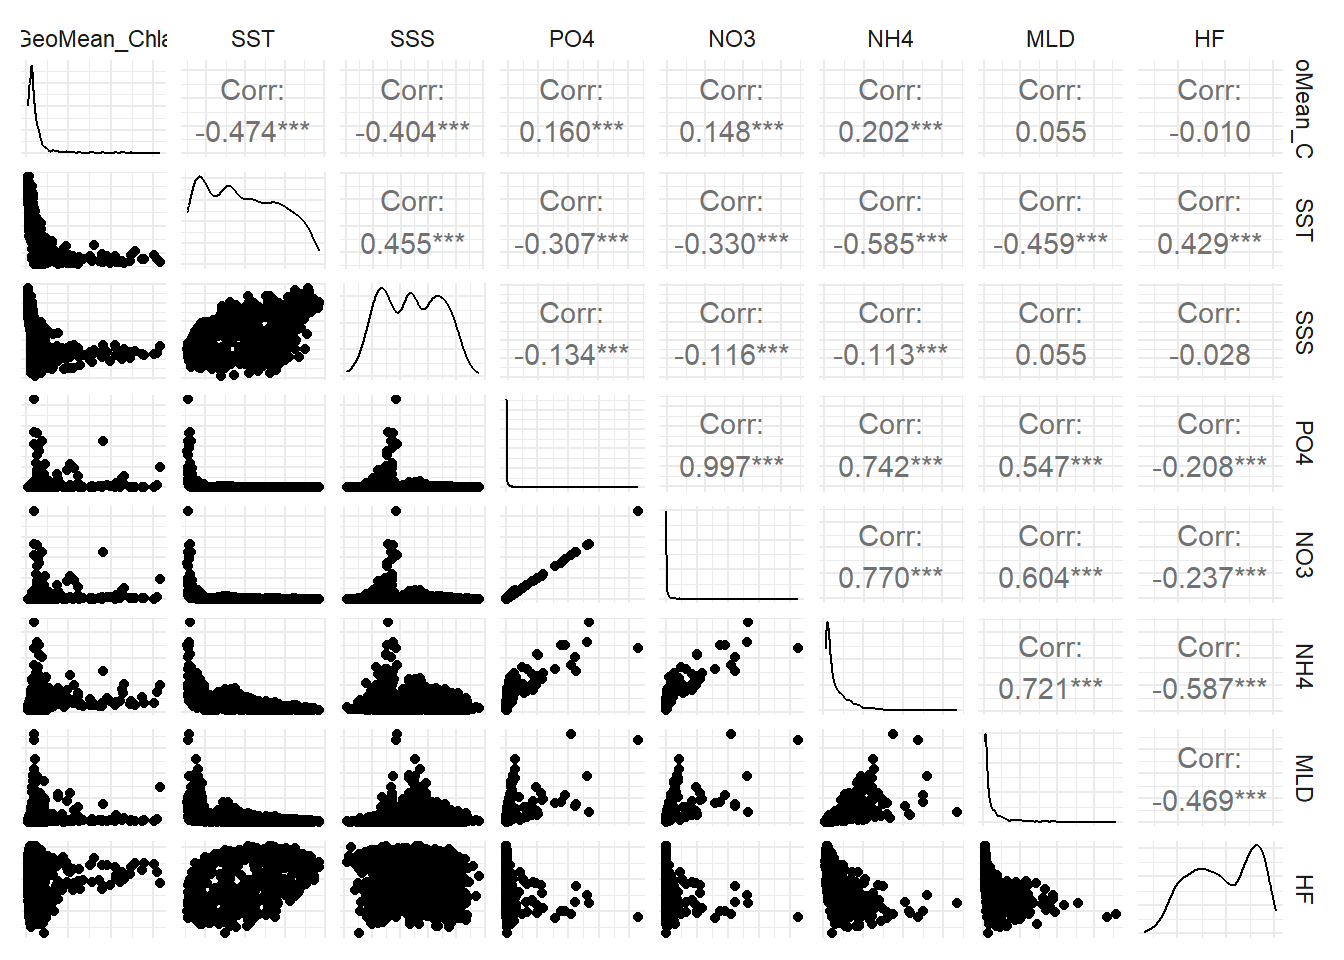 GeoMean_Chla SST SSS PO4 NO3 NH4 MLD HF
Corr: Corr: Corr: Corr: Corr: Corr: Corr:
-0.474*** -0.404*** 0.160*** 0.148*** 0.202*** 0.055 -0.010
oMean_C
Corr: Corr: Corr: Corr: Corr: Corr:
0.455*** -0.307*** -0.330*** -0.585*** -0.459*** 0.429***
SST
Corr: Corr: Corr: Corr: Corr:
-0.134*** -0.116*** -0.113*** 0.055 -0.028
SSS
Corr: Corr: Corr: Corr:
0.997*** 0.742*** 0.547*** -0.208***
PO4
Corr: Corr: Corr:
0.770*** 0.604*** -0.237***
NO3
Corr: Corr:
0.721*** -0.587***
NH4
Corr:
-0.469***
MLD
HF